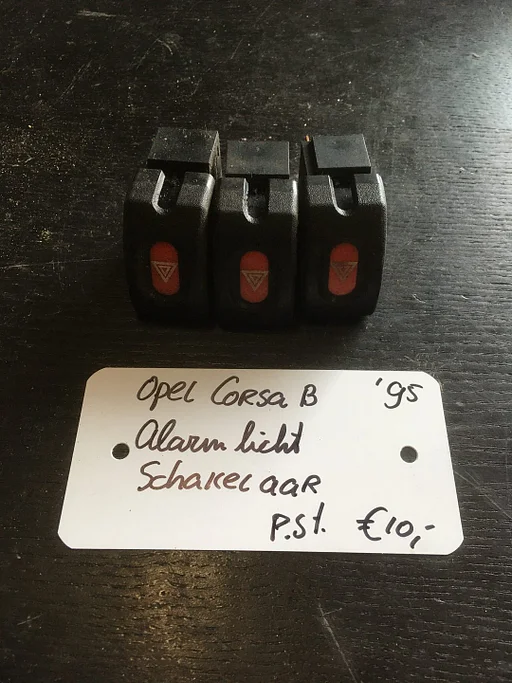 Opel Corsa B '95
Alarm licht
Schakelaar
P.St. €10,-